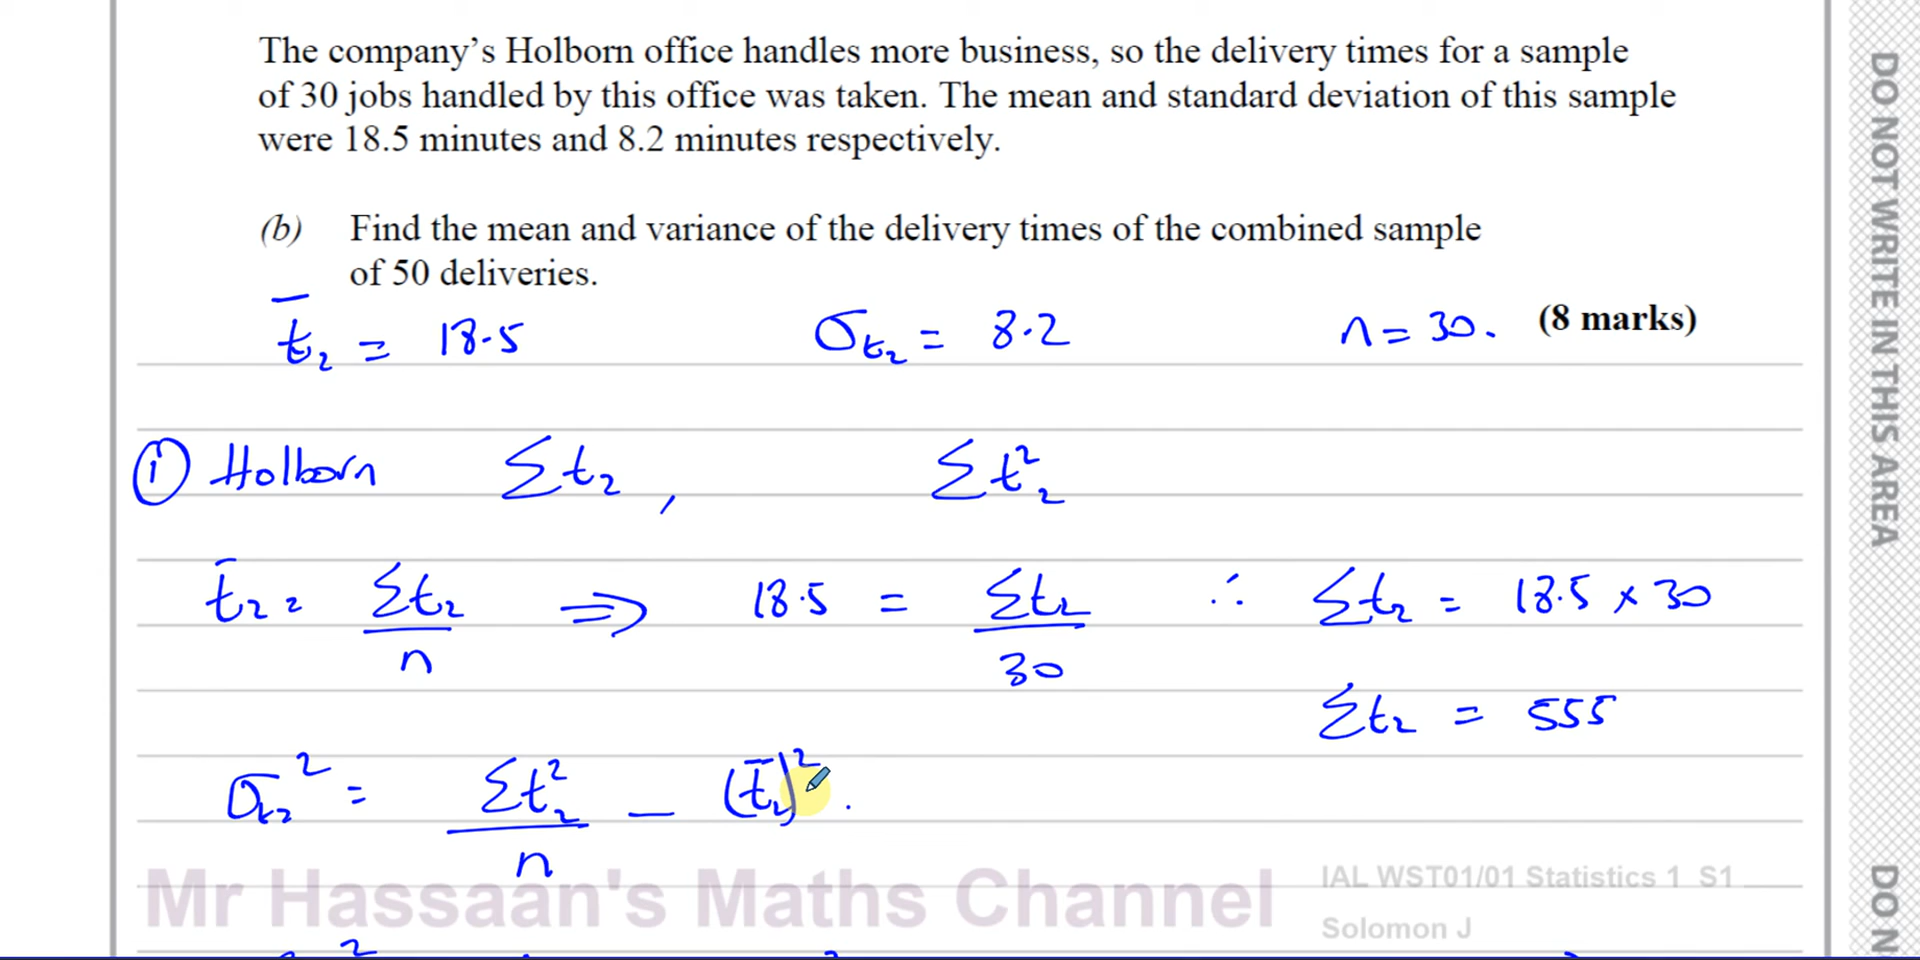 The company’s Holborn office handles more business, so the delivery times for a sample
of 30 jobs handled by this office was taken. The mean and standard deviation of this sample
were 18.5 minutes and 8.2 minutes respectively.
(b) Find the mean and variance of the delivery times of the combined sample
of 50 deliveries.
(8 marks)
t̄₂ = 18.5 σt₂ = 8.2 n = 30.
① Holborn Σt₂ , Σt₂²
t̄₂ = Σt₂/n ⇒ 18.5 = Σt₂/30 ∴ Σt₂ = 18.5 × 30
Σt₂ = 555
σt₂² = Σt₂²/n − (t̄₂)² .
Mr Hassaan's Maths Channel
IAL WST01/01 Statistics 1 S1
Solomon J
DO NOT WRITE IN THIS AREA
DO N